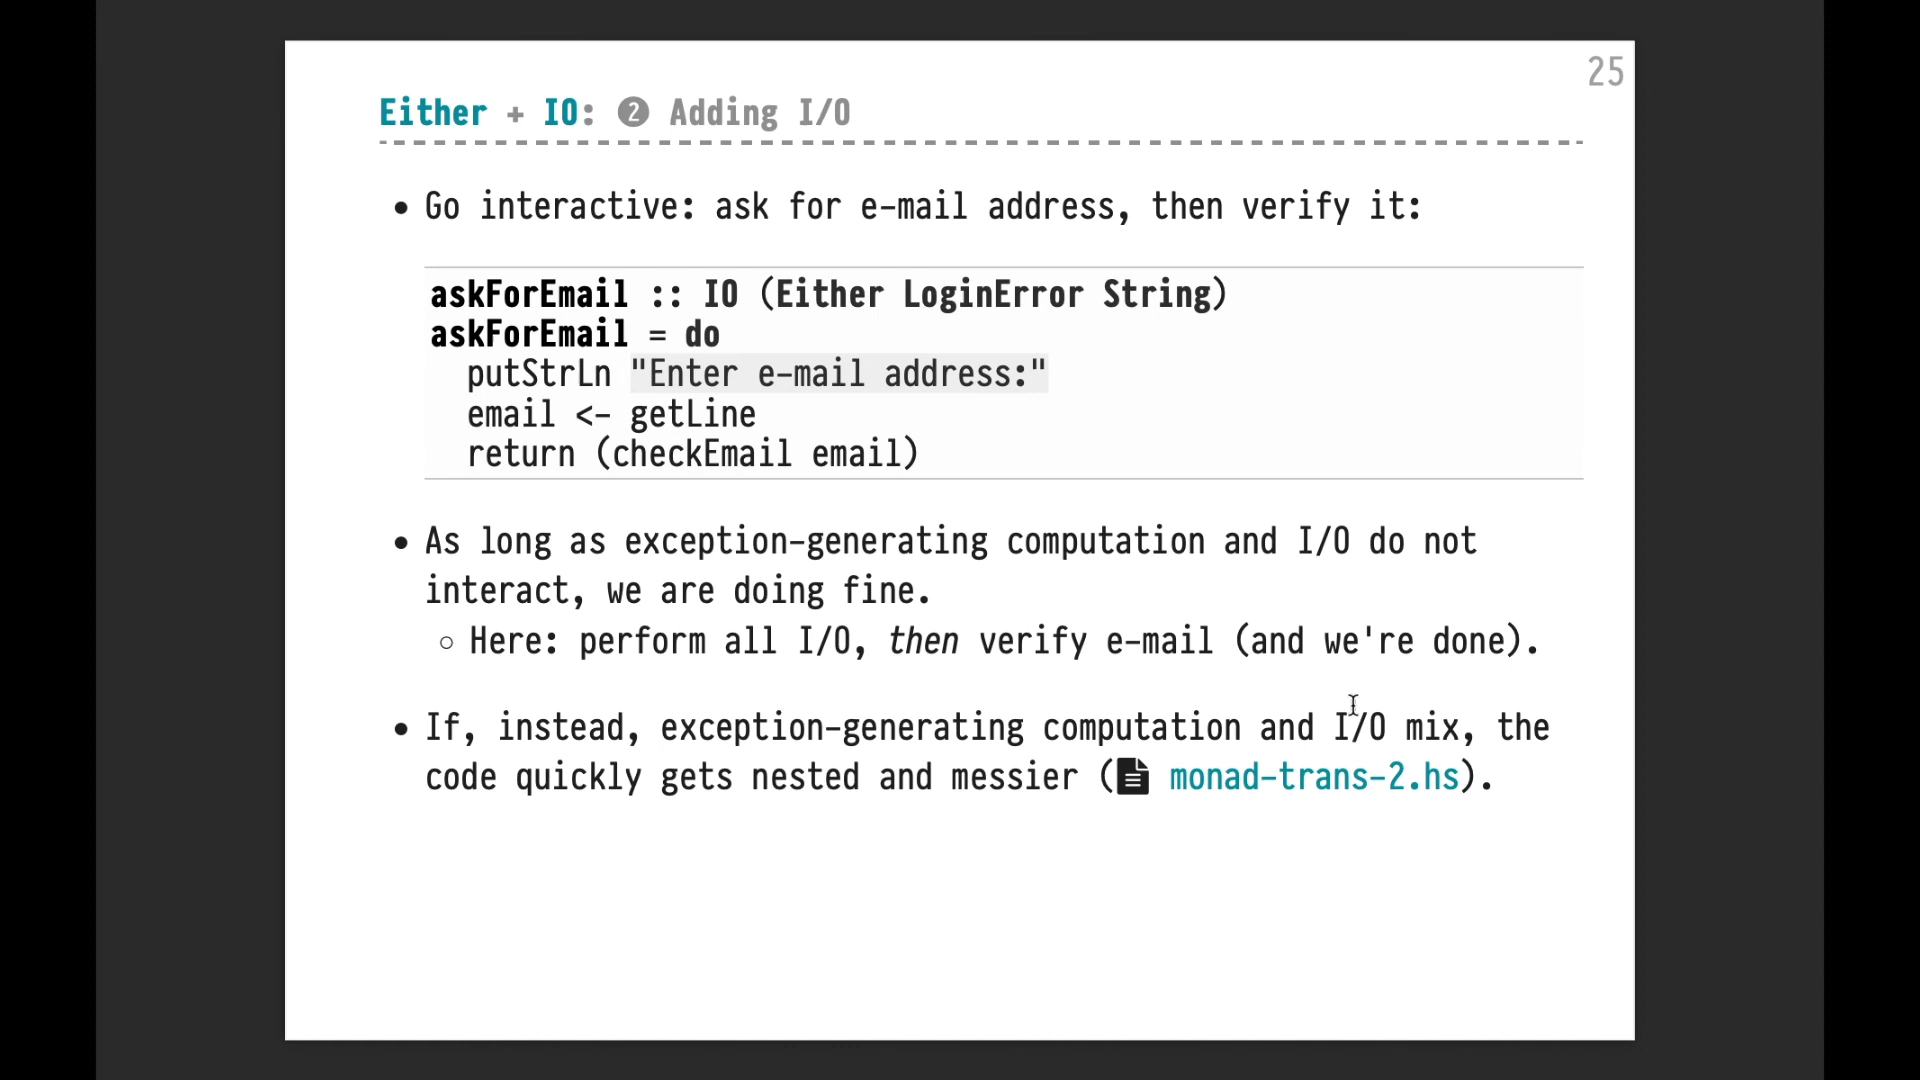 25
Either + IO: ❷ Adding I/O
• Go interactive: ask for e-mail address, then verify it:
askForEmail :: IO (Either LoginError String)
askForEmail = do
  putStrLn "Enter e-mail address:"
  email <- getLine
  return (checkEmail email)
• As long as exception-generating computation and I/O do not
interact, we are doing fine.
○ Here: perform all I/O, then verify e-mail (and we're done).
• If, instead, exception-generating computation and I/O mix, the
code quickly gets nested and messier ( monad-trans-2.hs).